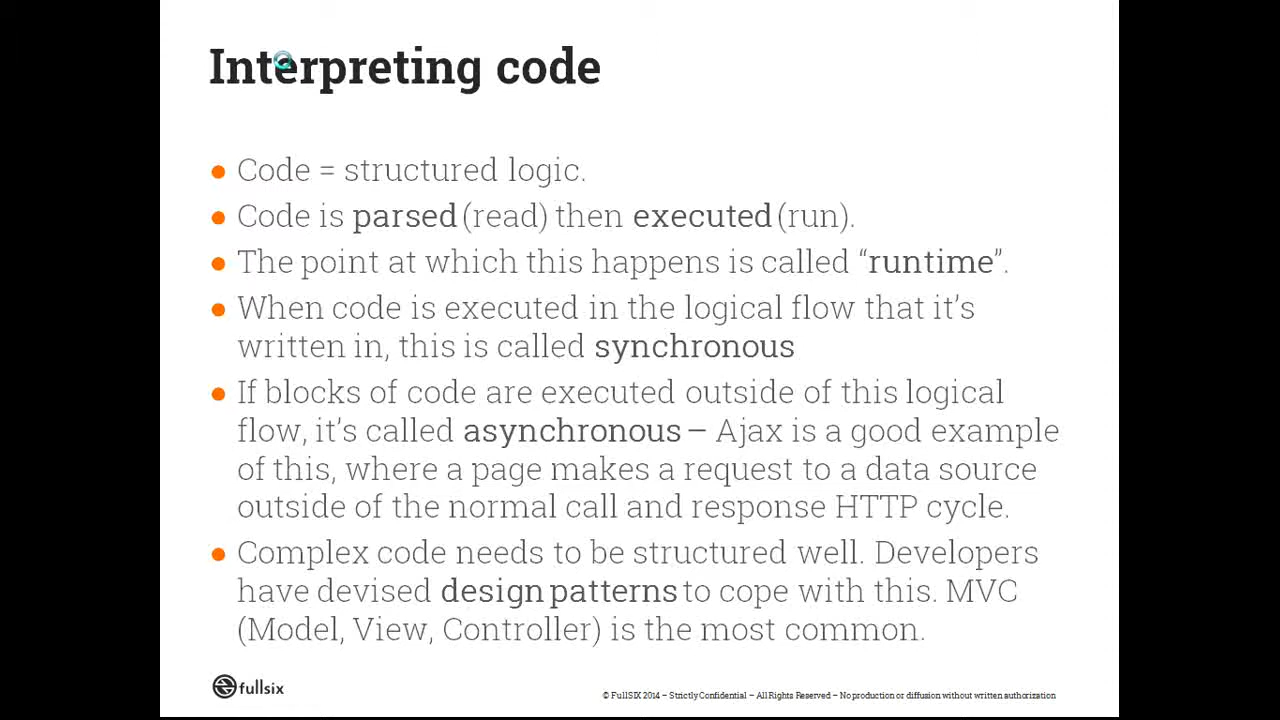 Interpreting code
● Code = structured logic.
● Code is parsed (read) then executed (run).
● The point at which this happens is called “runtime”.
● When code is executed in the logical flow that it’s
written in, this is called synchronous
● If blocks of code are executed outside of this logical
flow, it’s called asynchronous – Ajax is a good example
of this, where a page makes a request to a data source
outside of the normal call and response HTTP cycle.
● Complex code needs to be structured well. Developers
have devised design patterns to cope with this. MVC
(Model, View, Controller) is the most common.
fullsix
© FullSIX 2014 – Strictly Confidential – All Rights Reserved – No production or diffusion without written authorization